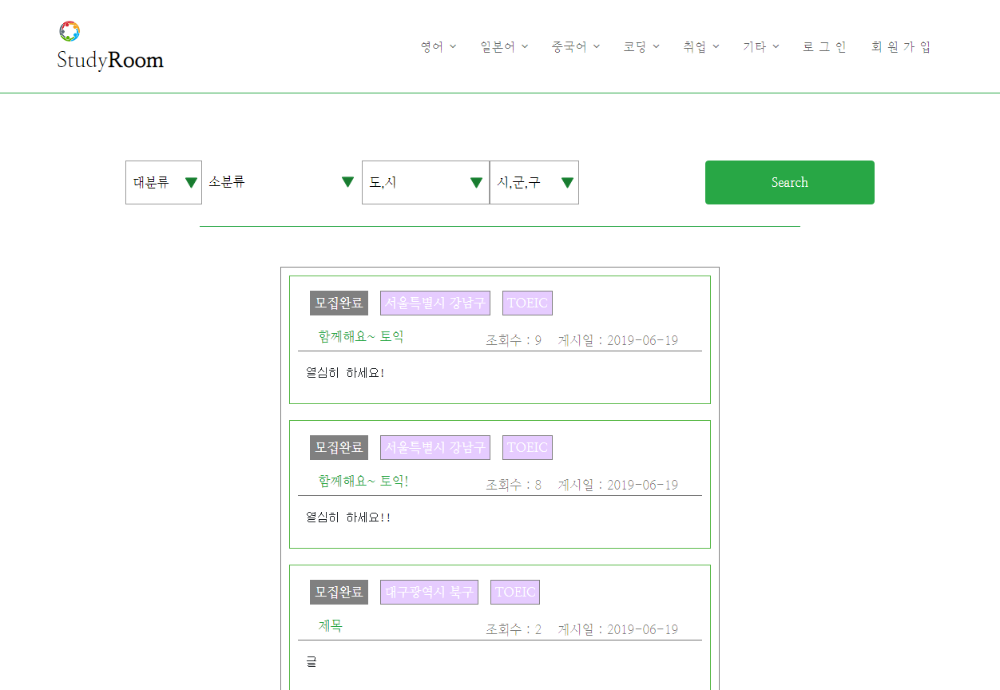 StudyRoom
영어 일본어 중국어 코딩 취업 기타 로 그 인 회 원 가 입
대분류 소분류 도,시 시,군,구 Search
모집완료 서울특별시 강남구 TOEIC
함께해요~ 토익 조회수 : 9 게시일 : 2019-06-19
열심히 하세요!
모집완료 서울특별시 강남구 TOEIC
함께해요~ 토익! 조회수 : 8 게시일 : 2019-06-19
열심히 하세요!!
모집완료 대구광역시 북구 TOEIC
제목 조회수 : 2 게시일 : 2019-06-19
글